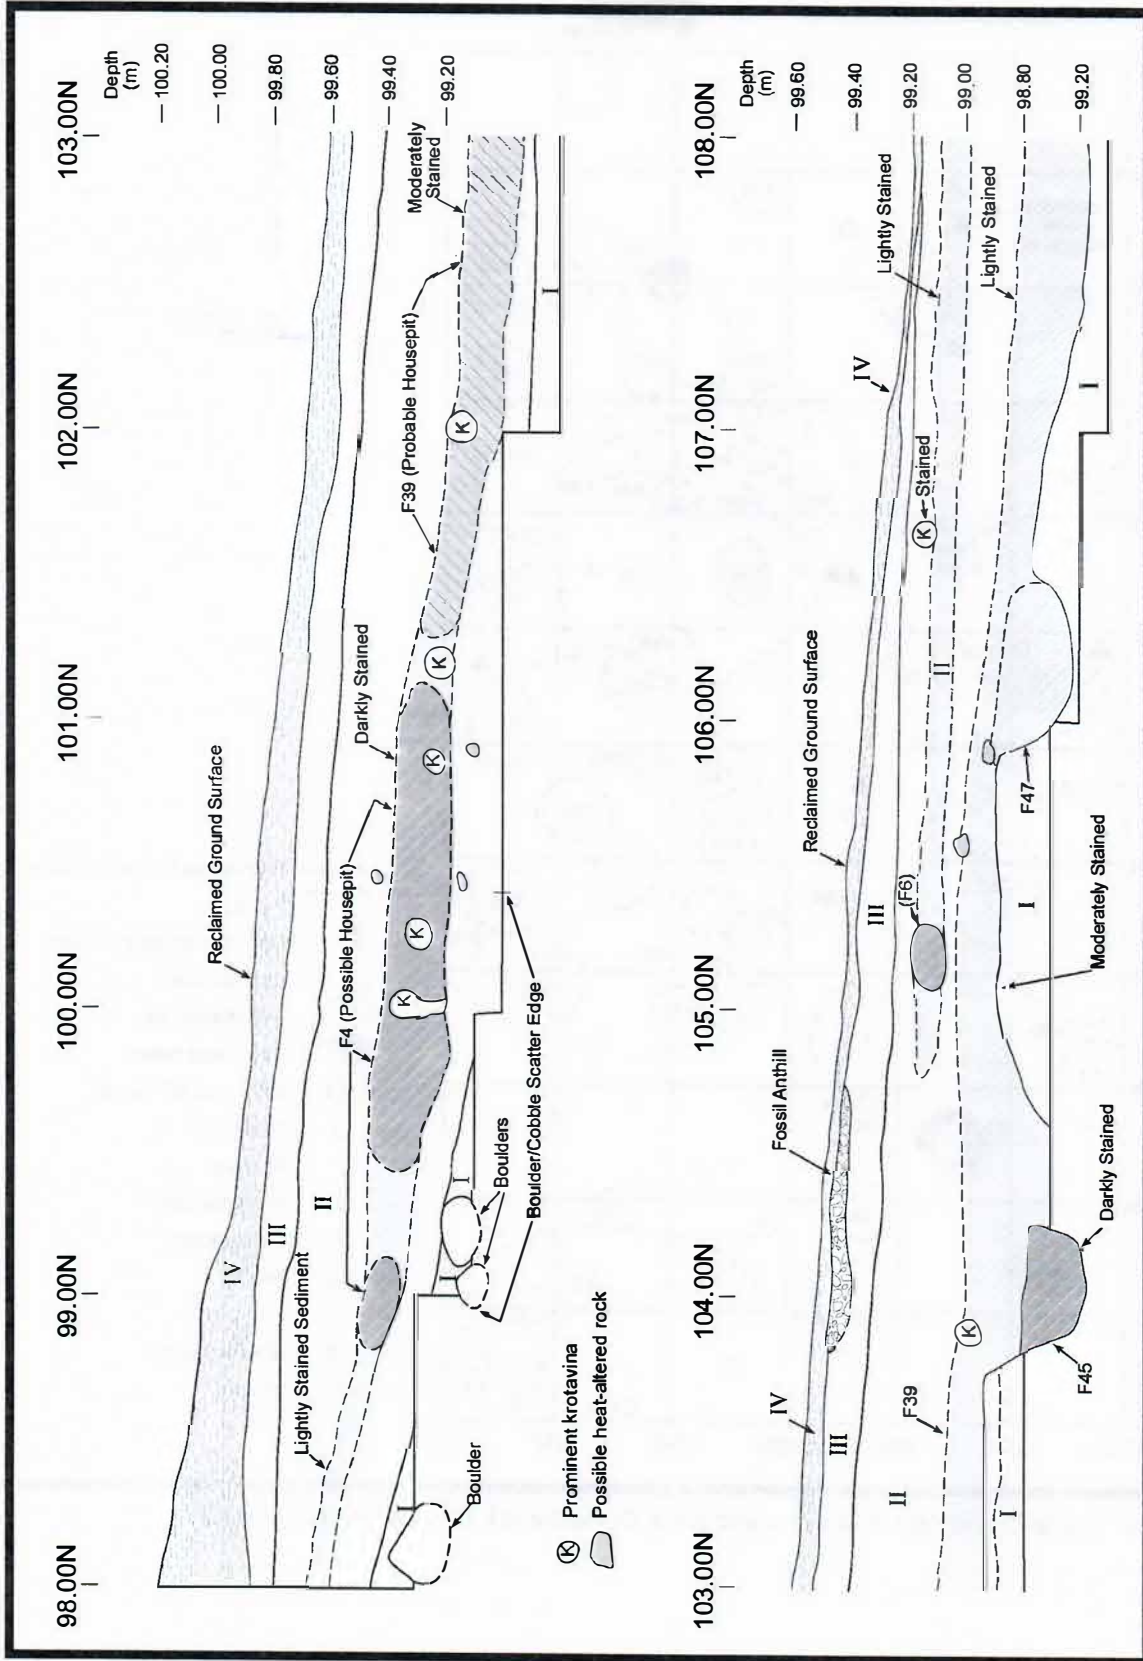 98.00N
99.00N
100.00N
101.00N
102.00N
103.00N
Depth
(m)
100.20
100.00
99.80
99.60
99.40
99.20
Reclaimed Ground Surface
IV
III
II
Lightly Stained Sediment
F4 (Possible Housepit)
Darkly Stained
F39 (Probable Housepit)
Moderately
Stained
K
K
K
K
K
I
I
I
I
Boulder
Boulders
Boulder/Cobble Scatter Edge
K Prominent krotavina
Possible heat-altered rock
103.00N
104.00N
105.00N
106.00N
107.00N
108.00N
Depth
(m)
99.60
99.40
99.20
99.00
98.80
99.20
IV
III
II
I
F39
K
Fossil Anthill
F45
Darkly Stained
Reclaimed Ground Surface
III
(F6)
I
Moderately Stained
F47
II
K
Stained
IV
Lightly Stained
Lightly Stained
I